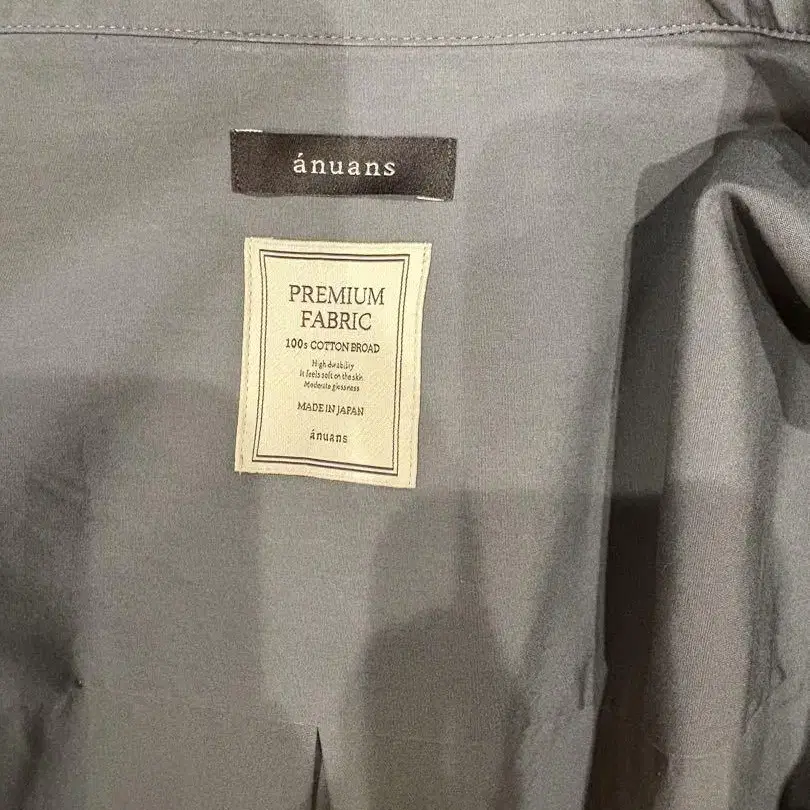 ánuans
PREMIUM
FABRIC
100s COTTON BROAD
High durability
It feels soft on the skin
Moderate glossness
MADE IN JAPAN
ánuans